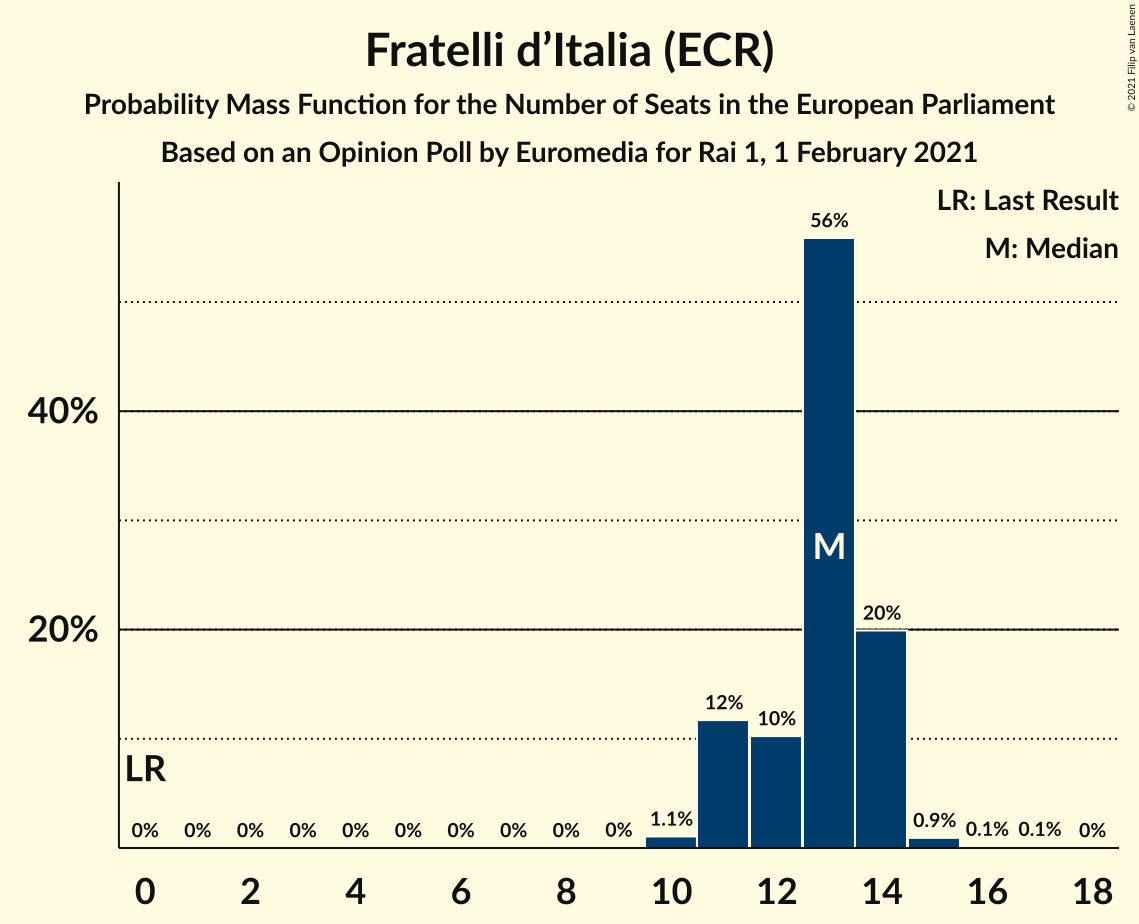 Fratelli d’Italia (ECR)
Probability Mass Function for the Number of Seats in the European Parliament
Based on an Opinion Poll by Euromedia for Rai 1, 1 February 2021
© 2021 Filip van Laenen
LR: Last Result
M: Median
56%
40%
M
20%
20%
12%
10%
LR
0% 0% 0% 0% 0% 0% 0% 0% 0% 0% 1.1% 0.9% 0.1% 0.1% 0%
0 2 4 6 8 10 12 14 16 18